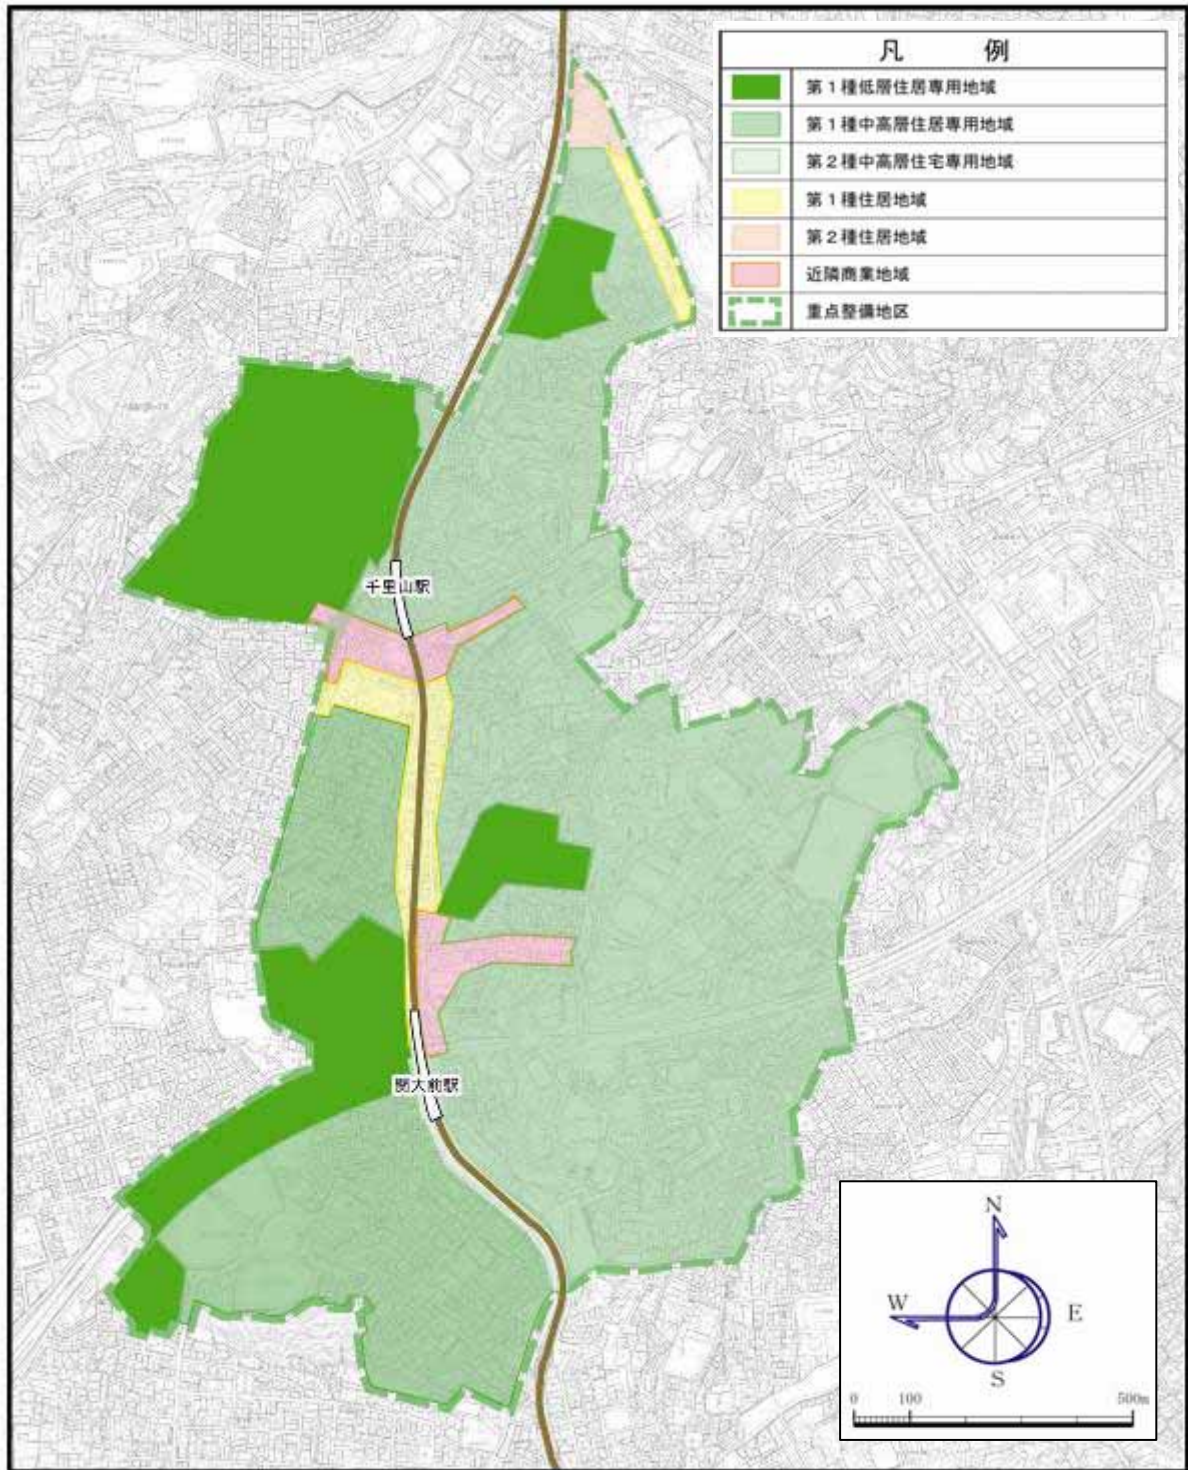 凡 例
第１種低層住居専用地域
第１種中高層住居専用地域
第２種中高層住宅専用地域
第１種住居地域
第２種住居地域
近隣商業地域
重点整備地区
千里山駅
関大前駅
N
W
E
S
0 100 500m